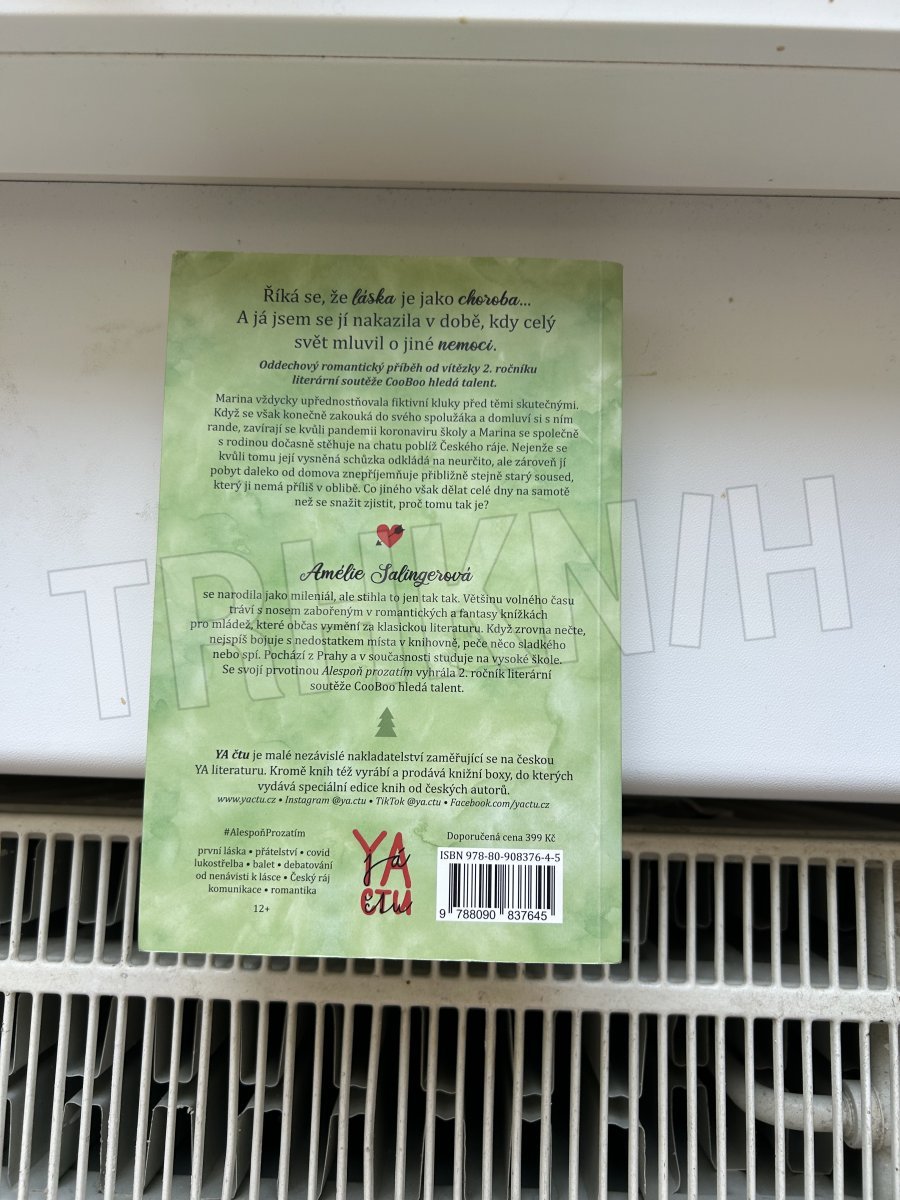 Říká se, že láska je jako choroba...
A já jsem se jí nakazila v době, kdy celý
svět mluvil o jiné nemoci.
Oddechový romantický příběh od vítězky 2. ročníku
literární soutěže CooBoo hledá talent.
Marina vždycky upřednostňovala fiktivní kluky před těmi skutečnými.
Když se však konečně zakouká do svého spolužáka a domluví si s ním
rande, zavírají se kvůli pandemii koronaviru školy a Marina se společně
s rodinou dočasně stěhuje na chatu poblíž Českého ráje. Nejenže se
kvůli tomu její vysněná schůzka odkládá na neurčito, ale zároveň jí
pobyt daleko od domova znepříjemňuje přibližně stejně starý soused,
který ji nemá příliš v oblibě. Co jiného však dělat celé dny na samotě
než se snažit zjistit, proč tomu tak je?
TRHKNIH
Amélie Salingerová
se narodila jako mileniál, ale stihla to jen tak tak. Většinu volného času
tráví s nosem zabořeným v romantických a fantasy knížkách
pro mládež, které občas vymění za klasickou literaturu. Když zrovna nečte,
nejspíš bojuje s nedostatkem místa v knihovně, peče něco sladkého
nebo spí. Pochází z Prahy a v současnosti studuje na vysoké škole.
Se svojí prvotinou Alespoň prozatím vyhrála 2. ročník literární
soutěže CooBoo hledá talent.
YA čtu je malé nezávislé nakladatelství zaměřující se na českou
YA literaturu. Kromě knih též vyrábí a prodává knižní boxy, do kterých
vydává speciální edice knih od českých autorů.
www.yactu.cz • Instagram @ya.ctu • TikTok @ya.ctu • Facebook.com/yactu.cz
#AlespoňProzatím
první láska • přátelství • covid
lukostřelba • balet • debatování
od nenávisti k lásce • Český ráj
komunikace • romantika
12+
YA
já
čtu
ČTU
Doporučená cena 399 Kč
ISBN 978-80-908376-4-5
9 788090 837645